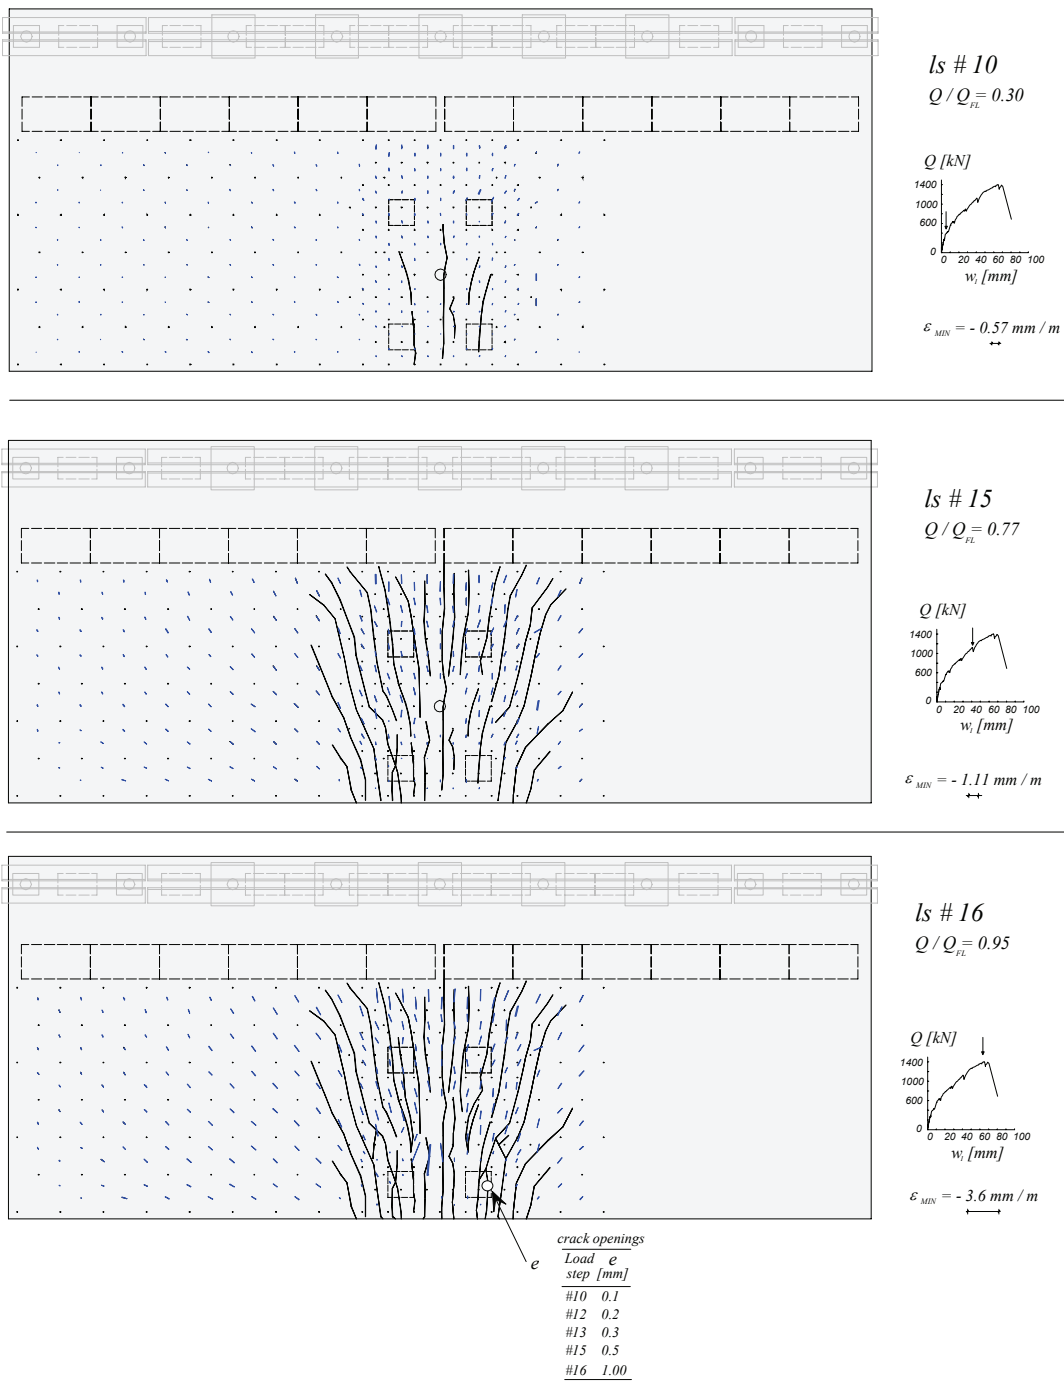 ls # 10
Q / Q_FL = 0.30
Q [kN]
1400
1000
600
0
0 20 40 60 80 100
w_t [mm]
ε_MIN = - 0.57 mm / m
ls # 15
Q / Q_FL = 0.77
Q [kN]
1400
1000
600
0
0 20 40 60 80 100
w_t [mm]
ε_MIN = - 1.11 mm / m
ls # 16
Q / Q_FL = 0.95
Q [kN]
1400
1000
600
0
0 20 40 60 80 100
w_t [mm]
ε_MIN = - 3.6 mm / m
e
crack openings
Load e
step [mm]
#10 0.1
#12 0.2
#13 0.3
#15 0.5
#16 1.00